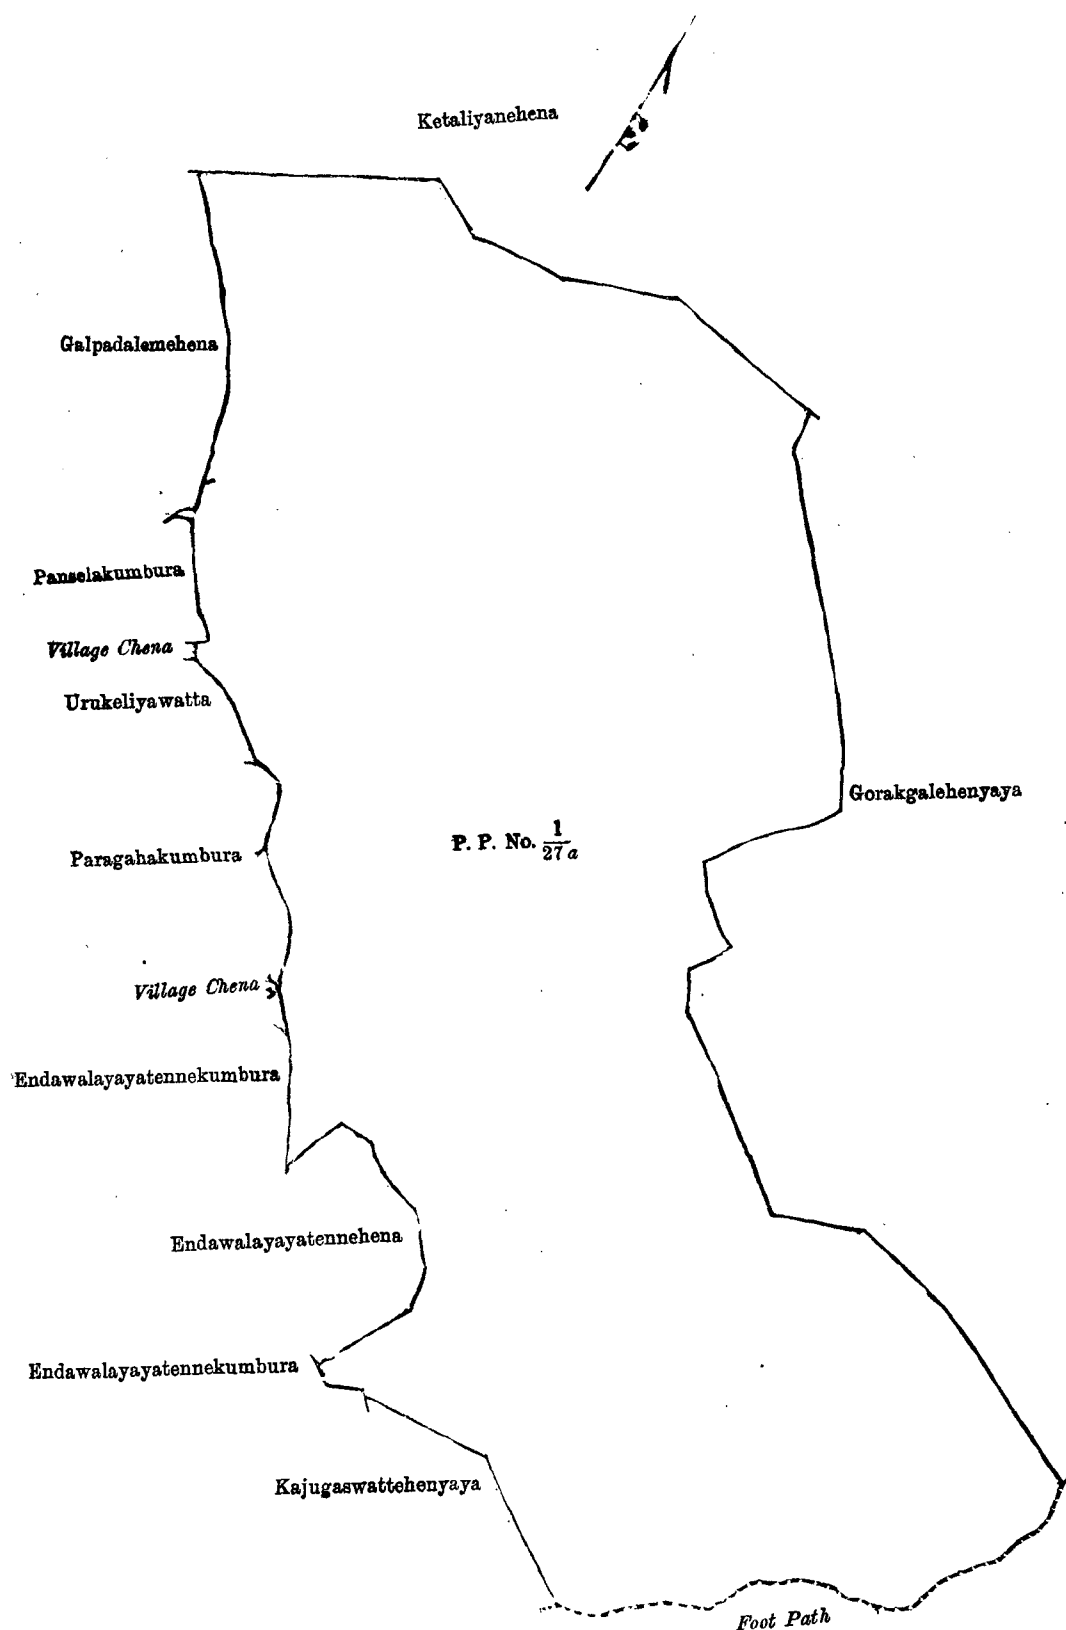 Ketaliyanehena
Galpadalemehena
Panselakumbura
Village Chena
Urukeliyawatta
Gorakgalehenyaya
P. P. No. 1/27a
Paragahakumbura
Village Chena
Endawalayayatennekumbura
Endawalayayatennehena
Endawalayayatennekumbura
Kajugaswattehenyaya
Foot Path